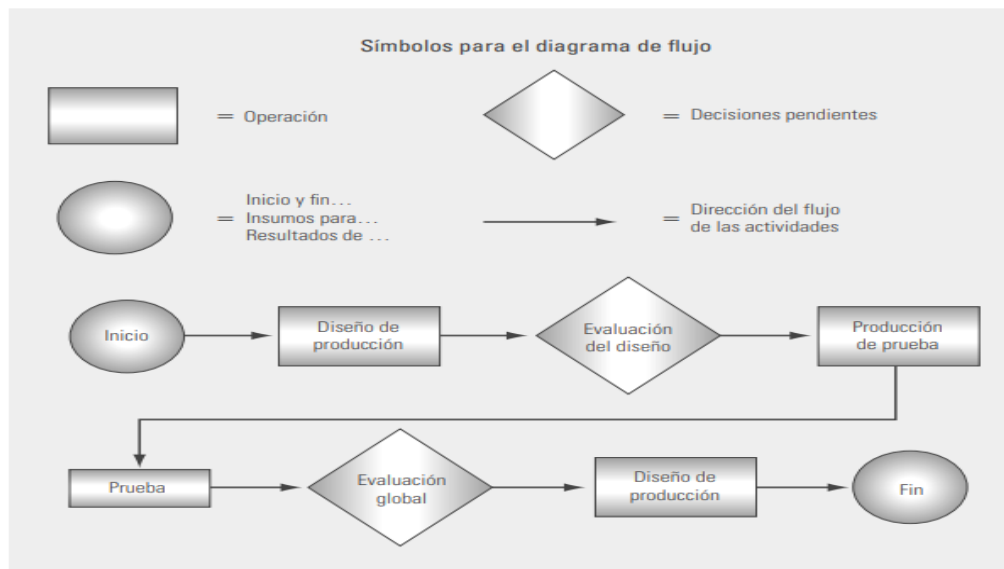 Símbolos para el diagrama de flujo
= Operación
= Decisiones pendientes
Inicio y fin…
= Insumos para…
Resultados de …
= Dirección del flujo
de las actividades
Inicio
Diseño de
producción
Evaluación
del diseño
Producción
de prueba
Prueba
Evaluación
global
Diseño de
producción
Fin